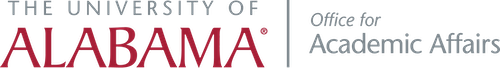 THE UNIVERSITY OF
ALABAMA®
Office for
Academic Affairs